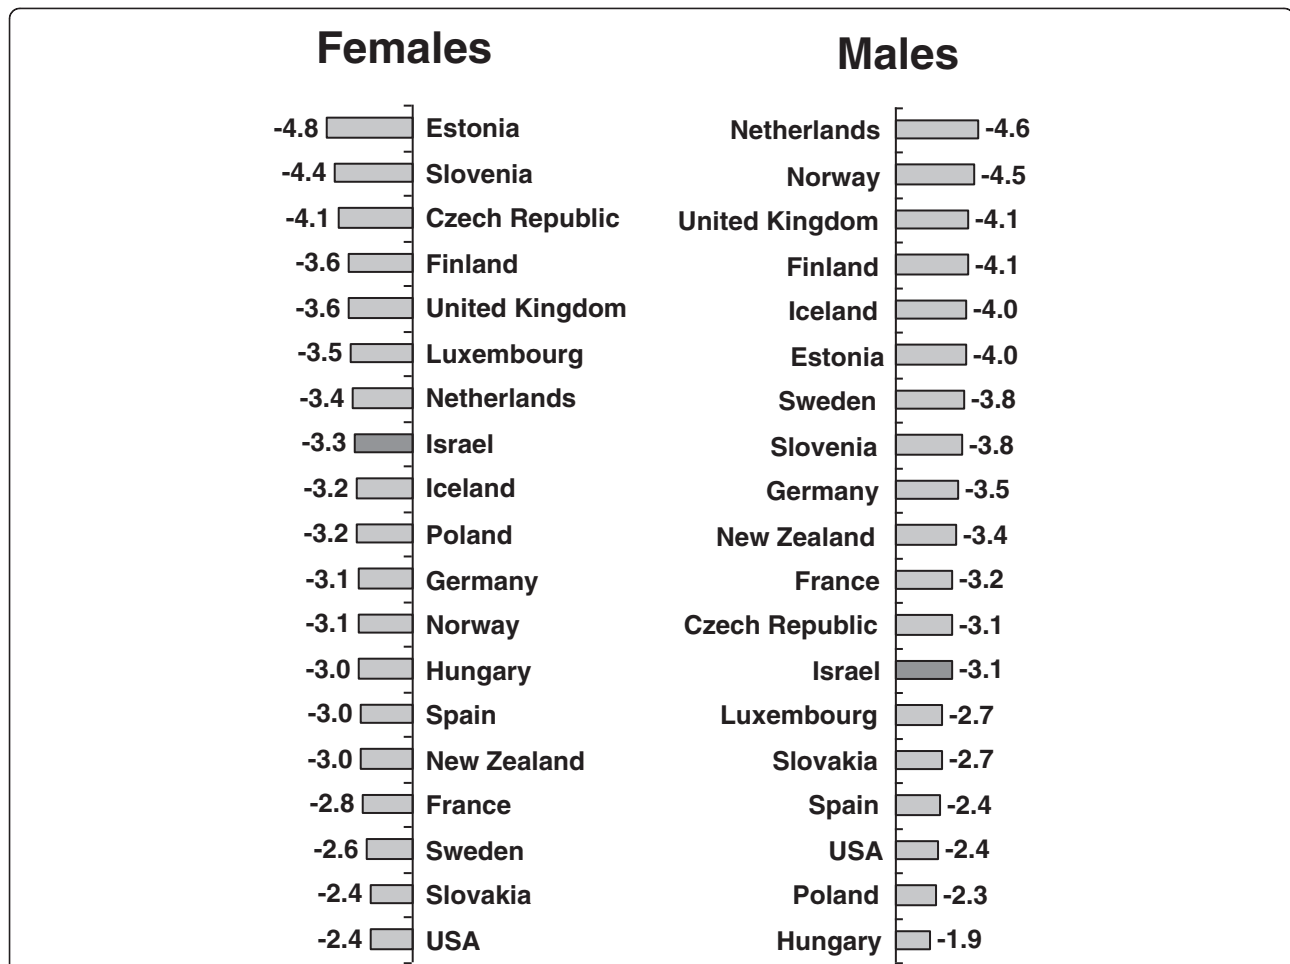 Females
-4.8 Estonia
-4.4 Slovenia
-4.1 Czech Republic
-3.6 Finland
-3.6 United Kingdom
-3.5 Luxembourg
-3.4 Netherlands
-3.3 Israel
-3.2 Iceland
-3.2 Poland
-3.1 Germany
-3.1 Norway
-3.0 Hungary
-3.0 Spain
-3.0 New Zealand
-2.8 France
-2.6 Sweden
-2.4 Slovakia
-2.4 USA
Males
Netherlands -4.6
Norway -4.5
United Kingdom -4.1
Finland -4.1
Iceland -4.0
Estonia -4.0
Sweden -3.8
Slovenia -3.8
Germany -3.5
New Zealand -3.4
France -3.2
Czech Republic -3.1
Israel -3.1
Luxembourg -2.7
Slovakia -2.7
Spain -2.4
USA -2.4
Poland -2.3
Hungary -1.9